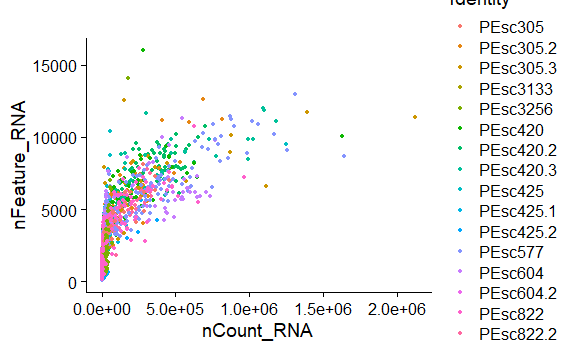 Identity
PEsc305
PEsc305.2
PEsc305.3
PEsc3133
PEsc3256
PEsc420
PEsc420.2
PEsc420.3
PEsc425
PEsc425.1
PEsc425.2
PEsc577
PEsc604
PEsc604.2
PEsc822
PEsc822.2
nFeature_RNA
15000
10000
5000
0
0.0e+00 5.0e+05 1.0e+06 1.5e+06 2.0e+06
nCount_RNA